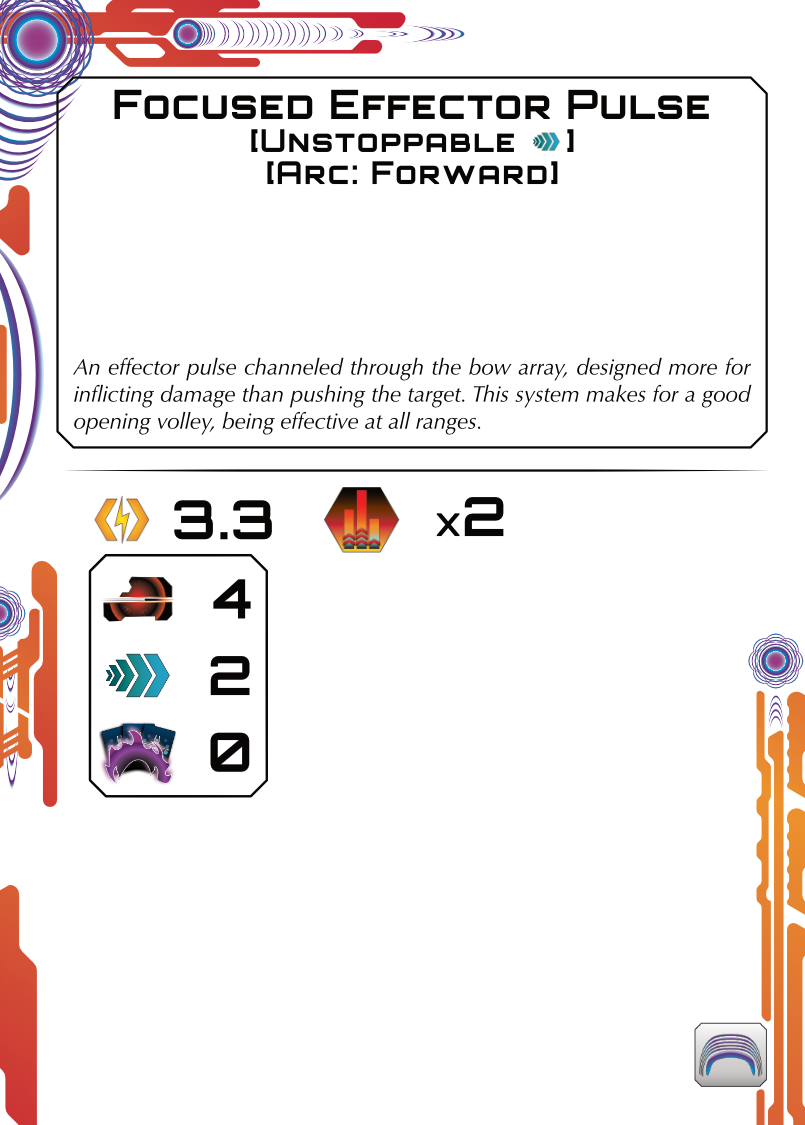 Focused Effector Pulse
[Unstoppable ]
[Arc: Forward]
An effector pulse channeled through the bow array, designed more for
inflicting damage than pushing the target. This system makes for a good
opening volley, being effective at all ranges.
3.3 x2
4
2
0